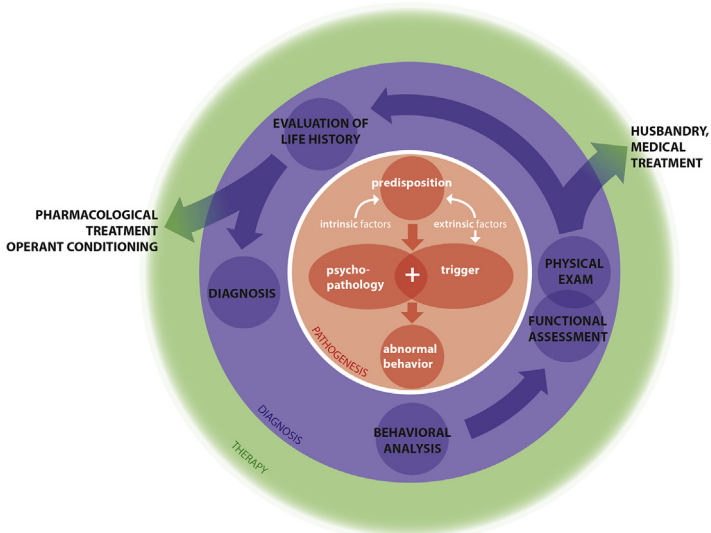 EVALUATION OF
LIFE HISTORY
HUSBANDRY,
MEDICAL
TREATMENT
predisposition
intrinsic factors
extrinsic factors
PHARMACOLOGICAL
TREATMENT
OPERANT CONDITIONING
psycho-
pathology
+
trigger
PHYSICAL
EXAM
DIAGNOSIS
FUNCTIONAL
ASSESSMENT
abnormal
behavior
PATHOGENESIS
BEHAVIORAL
ANALYSIS
DIAGNOSIS
THERAPY